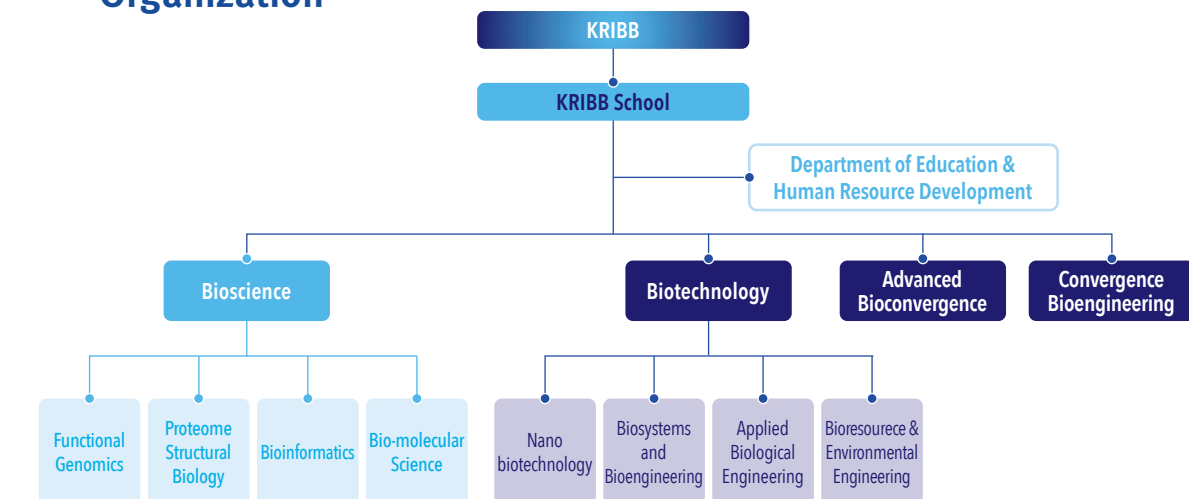 Organization
KRIBB
KRIBB School
Department of Education &
Human Resource Development
Bioscience
Biotechnology
Advanced
Bioconvergence
Convergence
Bioengineering
Functional
Genomics
Proteome
Structural
Biology
Bioinformatics
Bio-molecular
Science
Nano
biotechnology
Biosystems
and
Bioengineering
Applied
Biological
Engineering
Bioresourece &
Environmental
Engineering